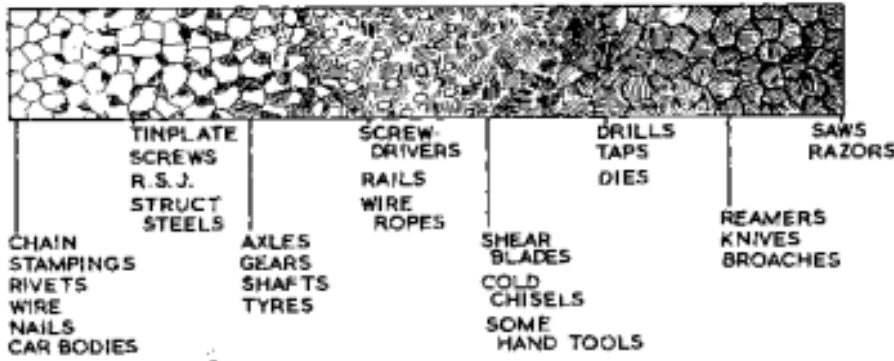 TINPLATE
SCREWS
R.S.J.
STRUCT
STEELS
SCREW-
DRIVERS
RAILS
WIRE
ROPES
DRILLS
TAPS
DIES
SAWS
RAZORS
CHAIN
STAMPINGS
RIVETS
WIRE
NAILS
CAR BODIES
AXLES
GEARS
SHAFTS
TYRES
SHEAR
BLADES
COLD
CHISELS
SOME
HAND TOOLS
REAMERS
KNIVES
BROACHES